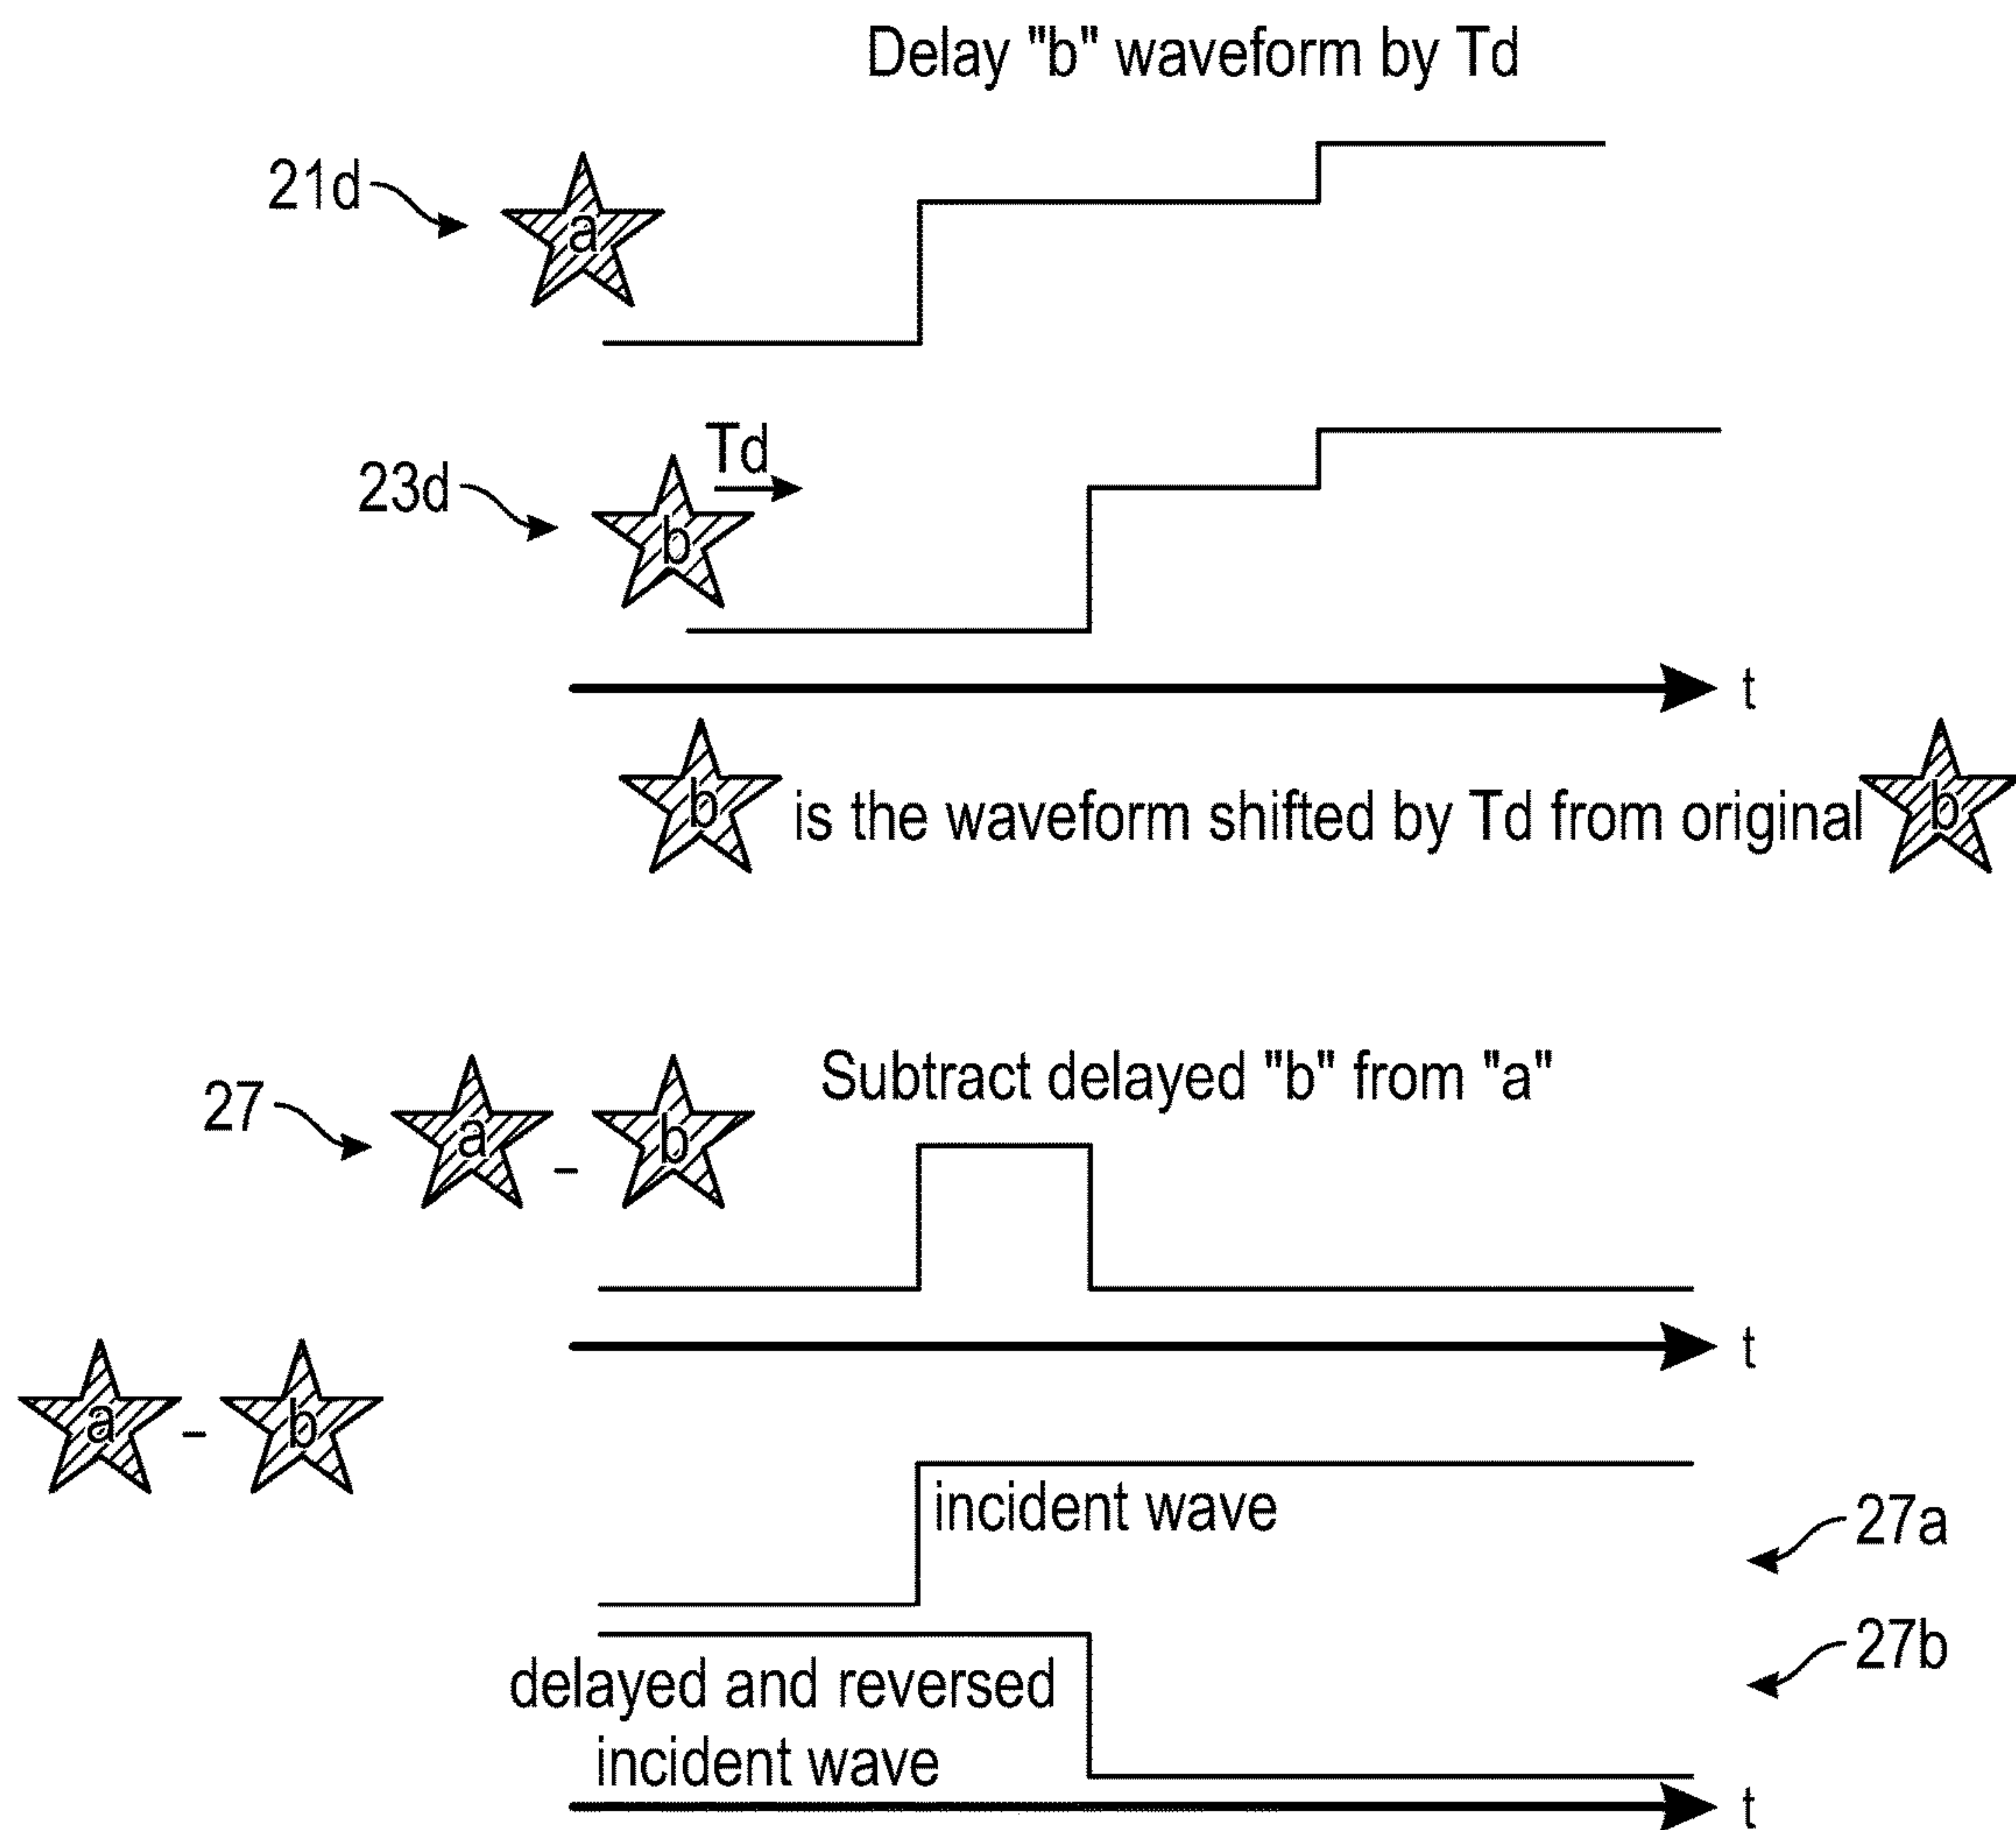 Delay "b" waveform by Td
21d
a
Td
23d
b
t
b is the waveform shifted by Td from original b
Subtract delayed "b" from "a"
27
a - b
t
a - b
incident wave
27a
27b
delayed and reversed
incident wave
t